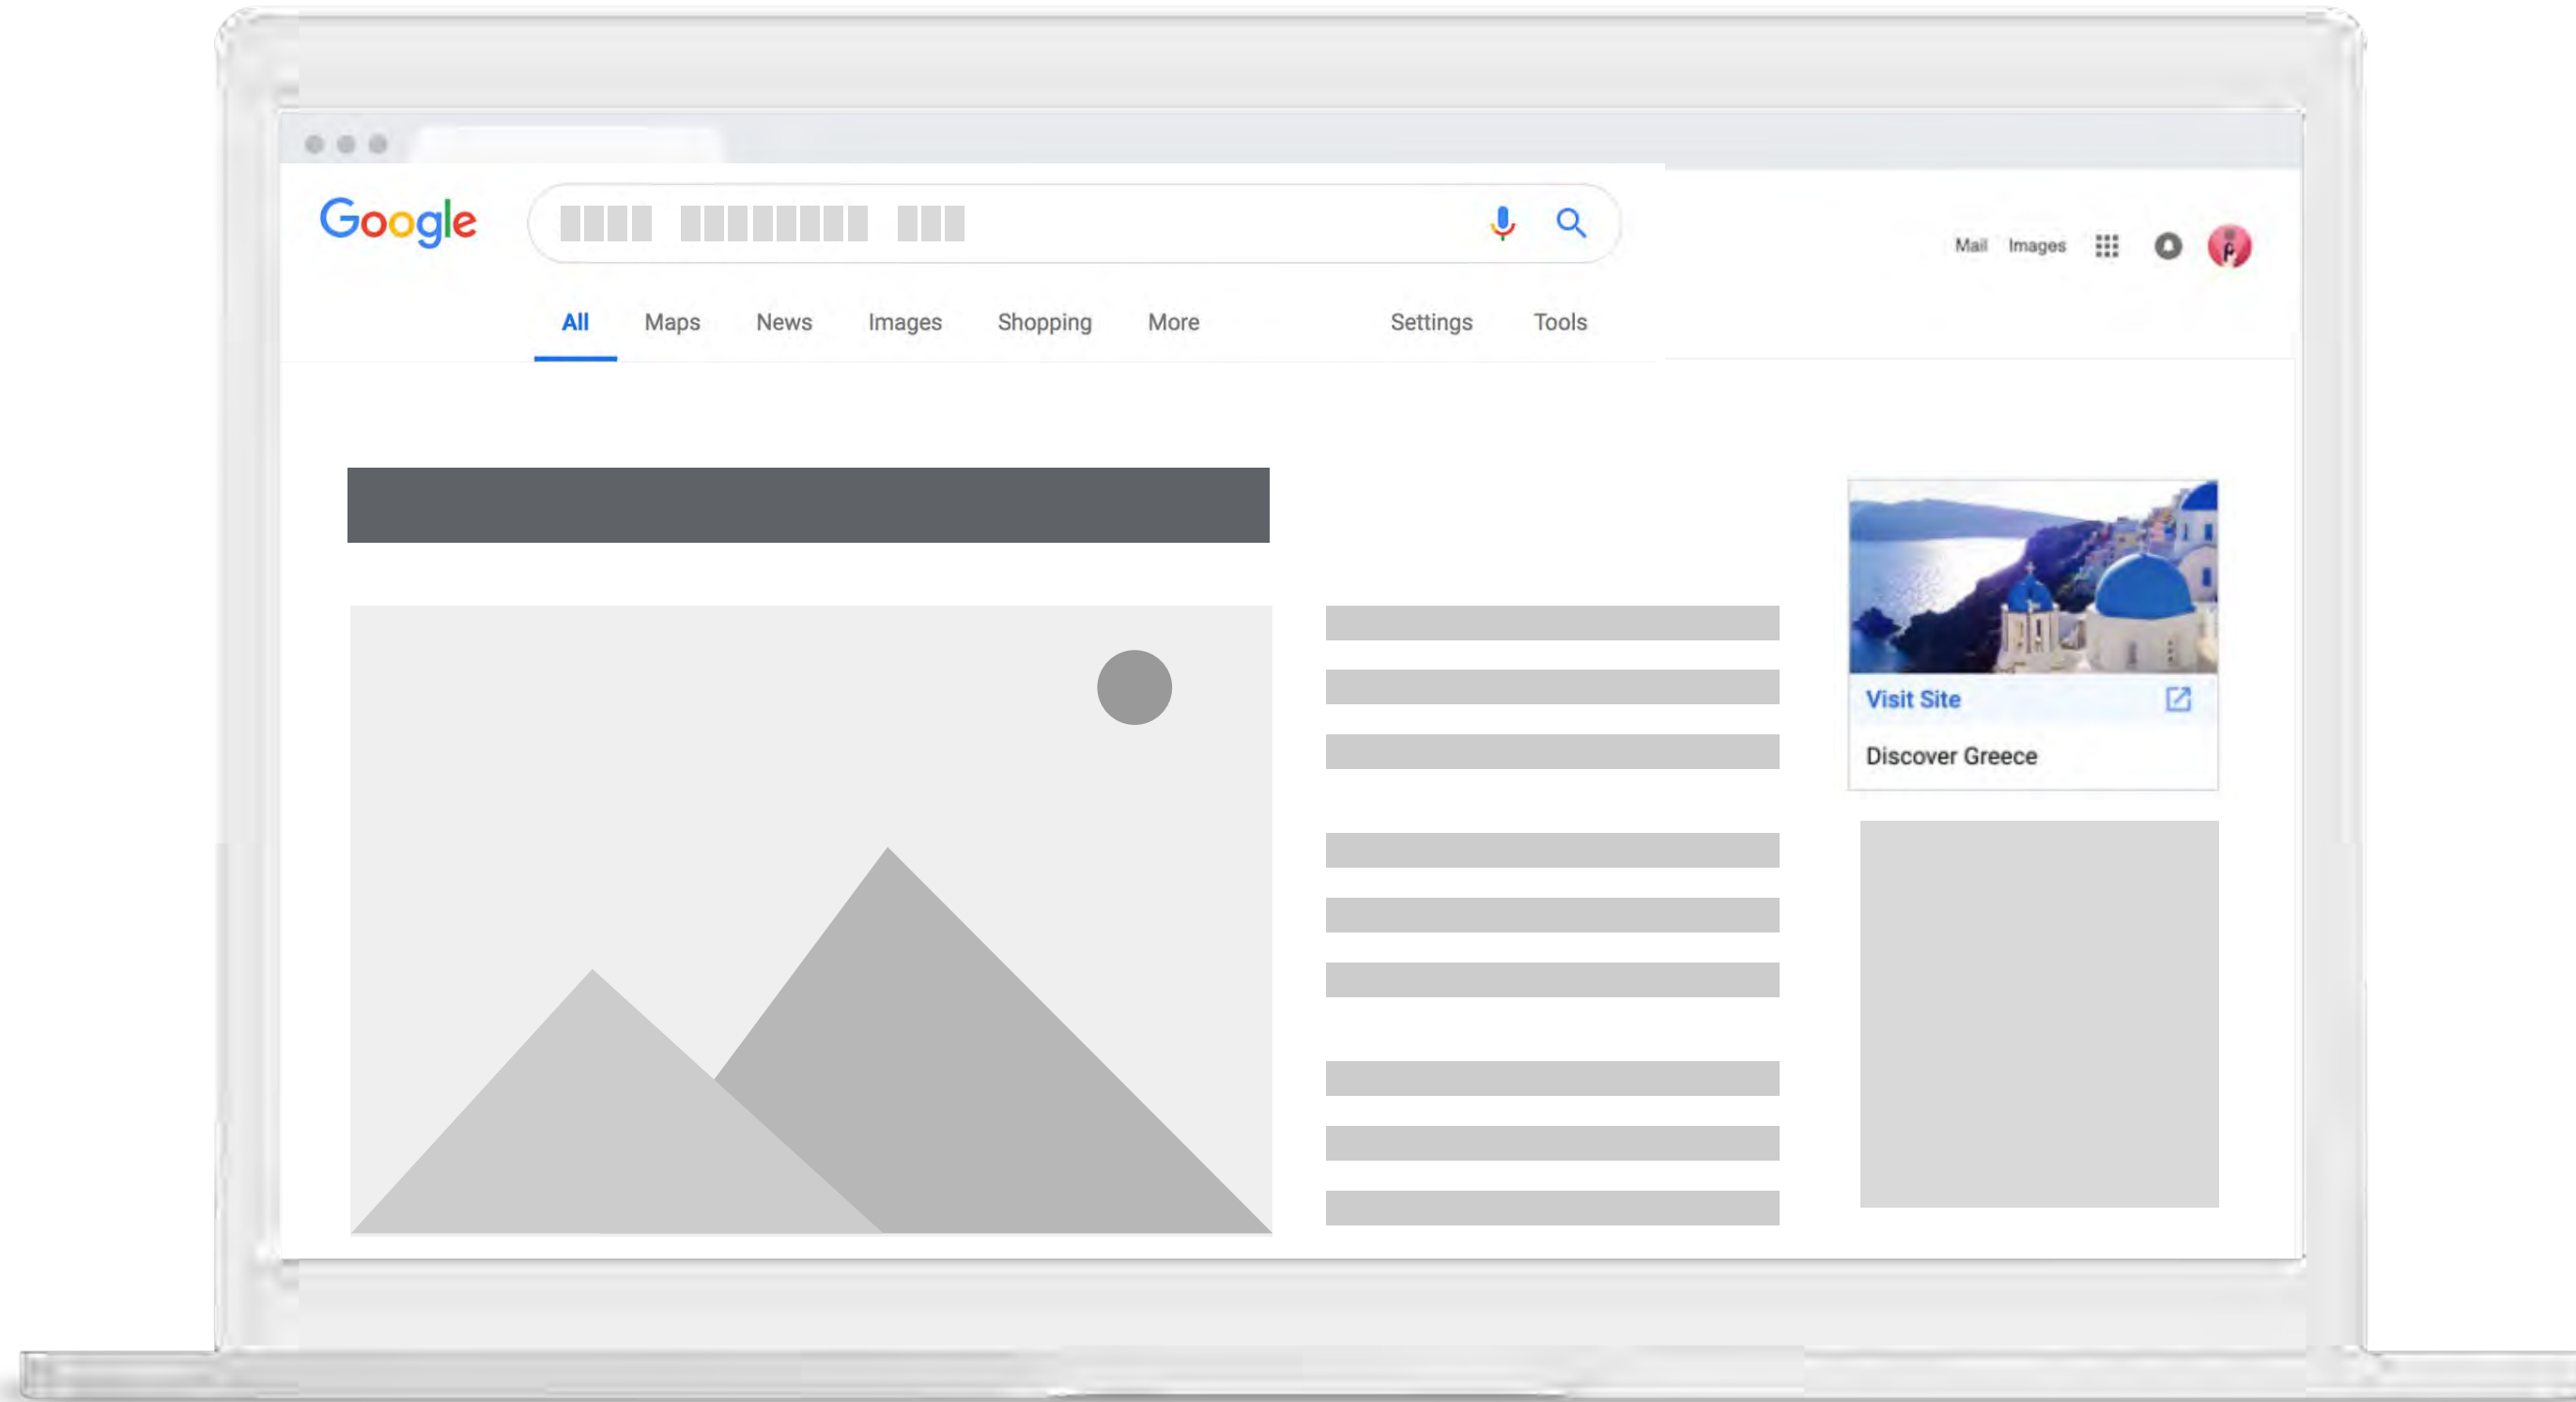 Google
Mail Images
All Maps News Images Shopping More Settings Tools
Visit Site
Discover Greece